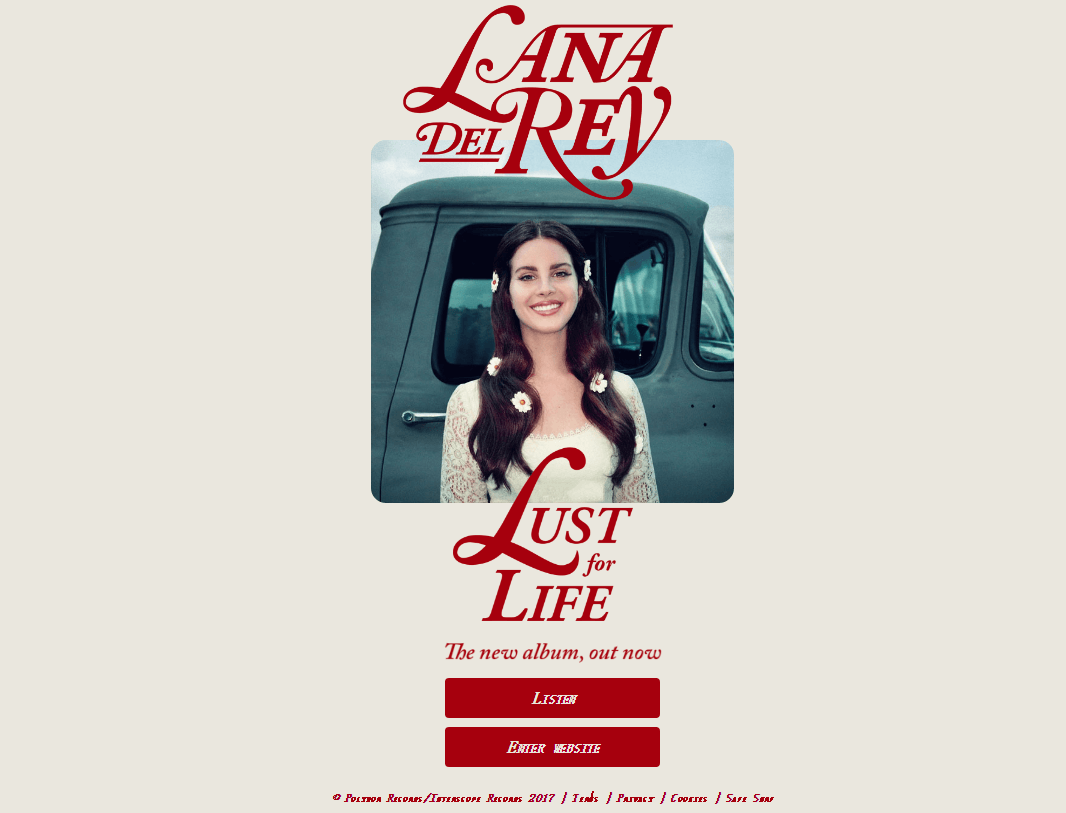 LANA
DEL REY
LUST
for
LIFE
The new album, out now
LISTEN
ENTER WEBSITE
© POLYDOR RECORDS/INTERSCOPE RECORDS 2017 | TERMS | PRIVACY | COOKIES | SAFE SURF